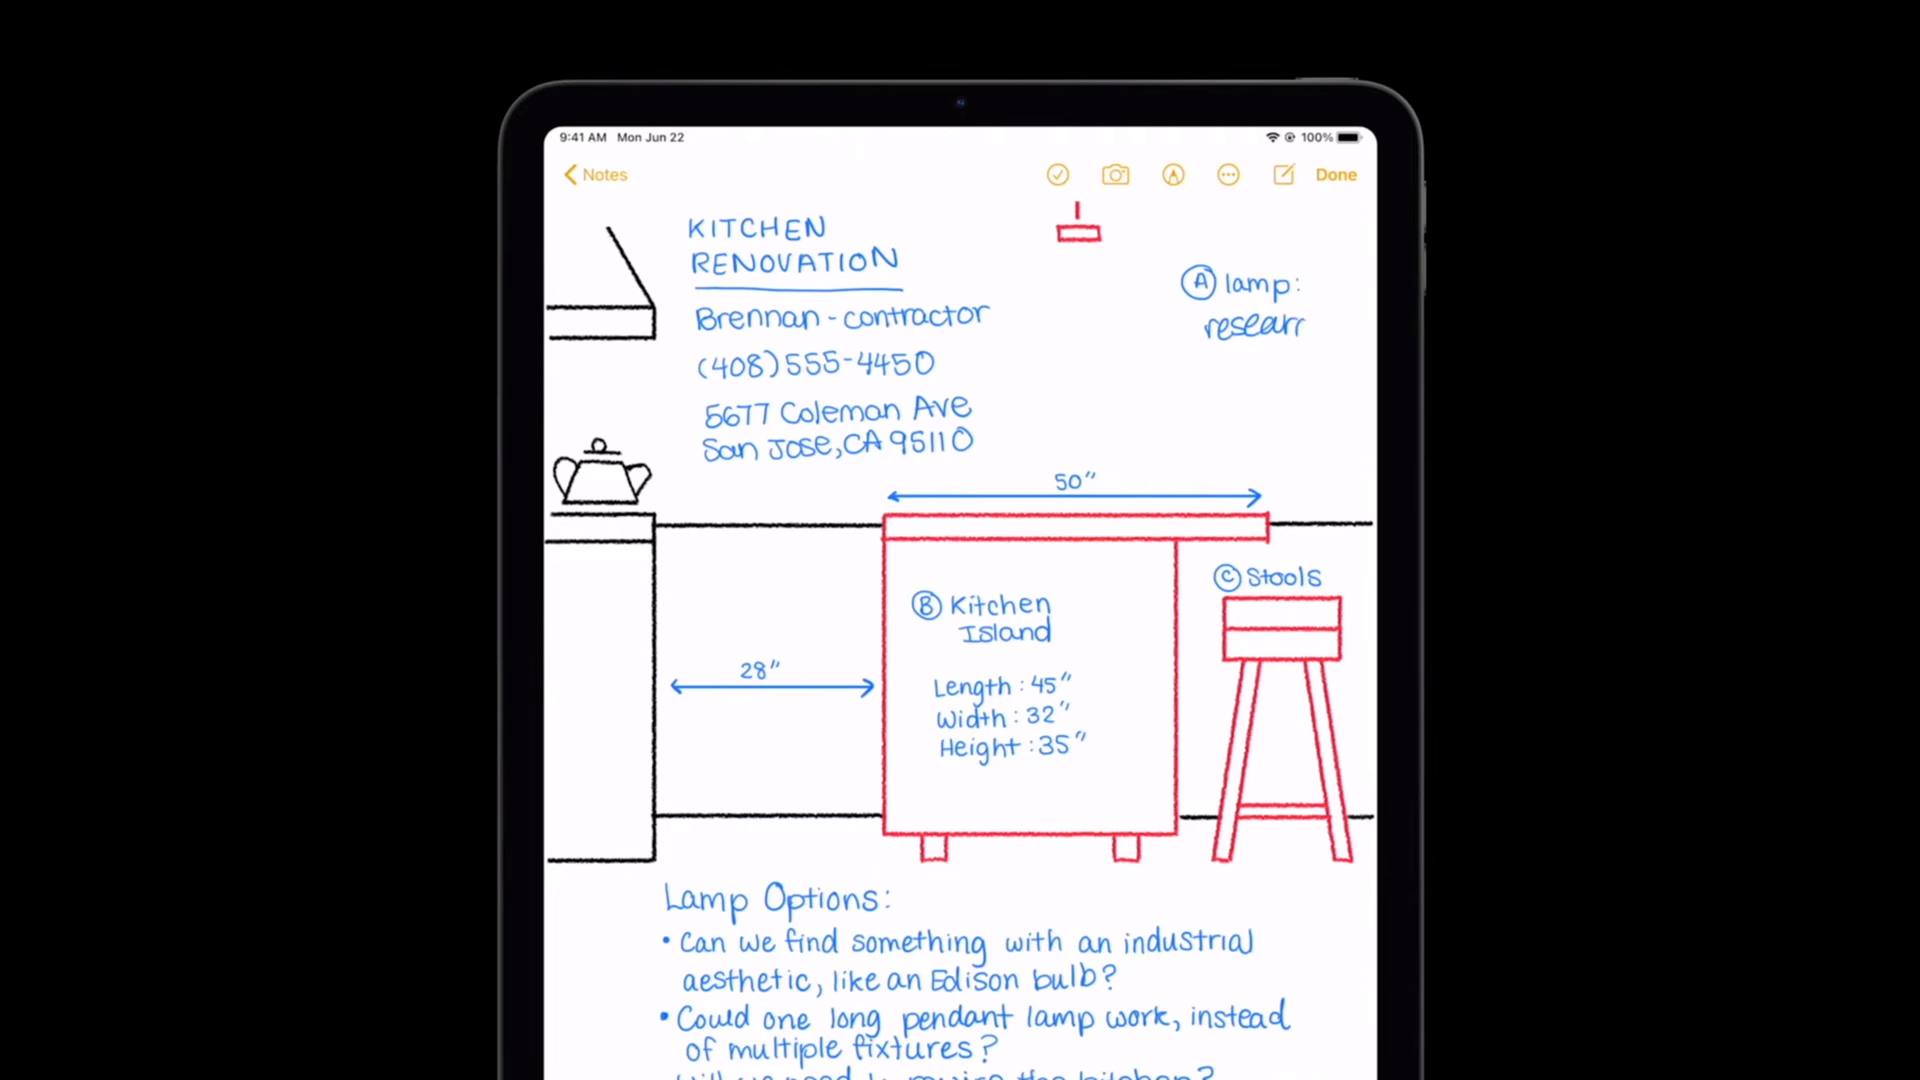 9:41 AM Mon Jun 22
100%
Notes
Done
KITCHEN
RENOVATION
Brennan - contractor
(408) 555-4450
5677 Coleman Ave
San Jose, CA 95110
A lamp:
researr
50"
C Stools
B Kitchen
Island
28"
Length: 45"
Width: 32"
Height: 35"
Lamp Options:
• Can we find something with an industrial
aesthetic, like an Edison bulb?
• Could one long pendant lamp work, instead
of multiple fixtures?
kitchen?